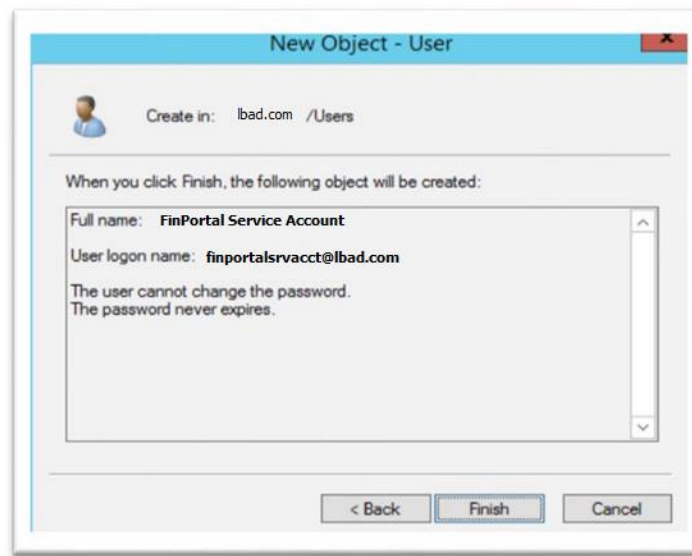 New Object - User
x
Create in: lbad.com /Users
When you click Finish, the following object will be created:
Full name: FinPortal Service Account
User logon name: finportalsrvacct@lbad.com
The user cannot change the password.
The password never expires.
< Back Finish Cancel